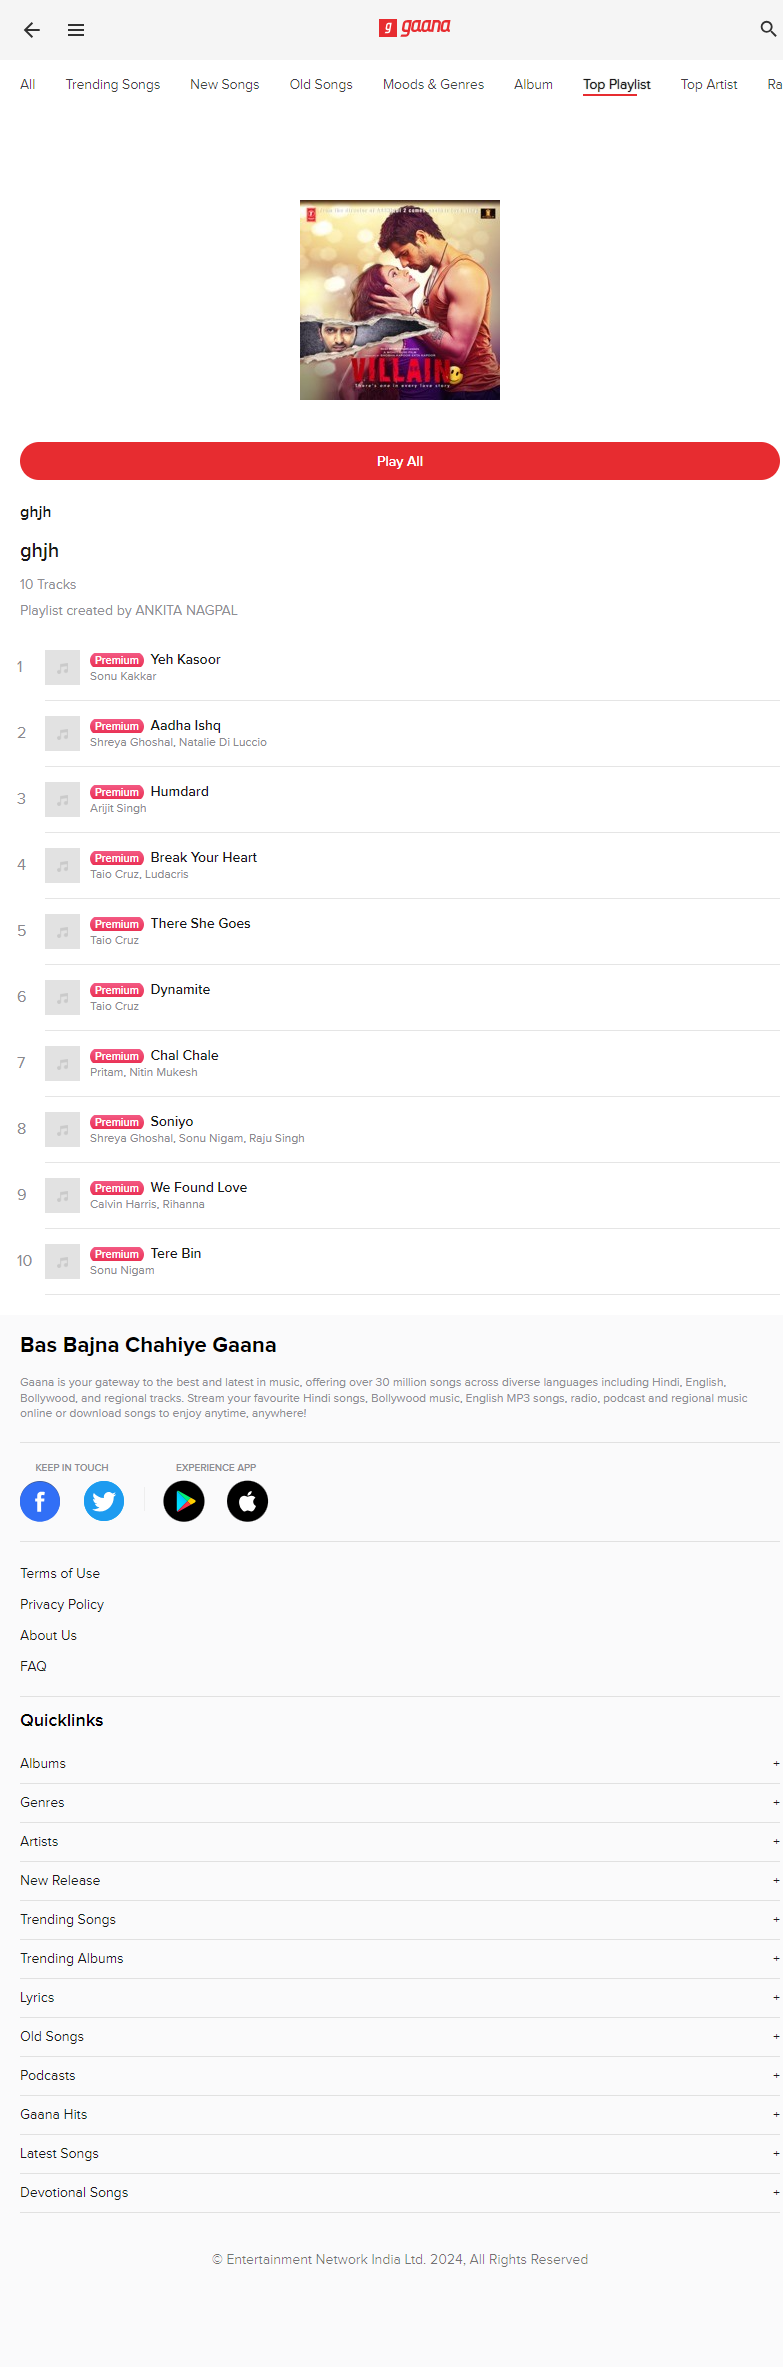 g gaana
All Trending Songs New Songs Old Songs Moods & Genres Album Top Playlist Top Artist Ra
VILLAIN
There's one in every love story
Play All
ghjh
ghjh
10 Tracks
Playlist created by ANKITA NAGPAL
1 Premium Yeh Kasoor
Sonu Kakkar
2 Premium Aadha Ishq
Shreya Ghoshal, Natalie Di Luccio
3 Premium Humdard
Arijit Singh
4 Premium Break Your Heart
Taio Cruz, Ludacris
5 Premium There She Goes
Taio Cruz
6 Premium Dynamite
Taio Cruz
7 Premium Chal Chale
Pritam, Nitin Mukesh
8 Premium Soniyo
Shreya Ghoshal, Sonu Nigam, Raju Singh
9 Premium We Found Love
Calvin Harris, Rihanna
10 Premium Tere Bin
Sonu Nigam
Bas Bajna Chahiye Gaana
Gaana is your gateway to the best and latest in music, offering over 30 million songs across diverse languages including Hindi, English,
Bollywood, and regional tracks. Stream your favourite Hindi songs, Bollywood music, English MP3 songs, radio, podcast and regional music
online or download songs to enjoy anytime, anywhere!
KEEP IN TOUCH EXPERIENCE APP
Terms of Use
Privacy Policy
About Us
FAQ
Quicklinks
Albums +
Genres +
Artists +
New Release +
Trending Songs +
Trending Albums +
Lyrics +
Old Songs +
Podcasts +
Gaana Hits +
Latest Songs +
Devotional Songs +
© Entertainment Network India Ltd. 2024, All Rights Reserved